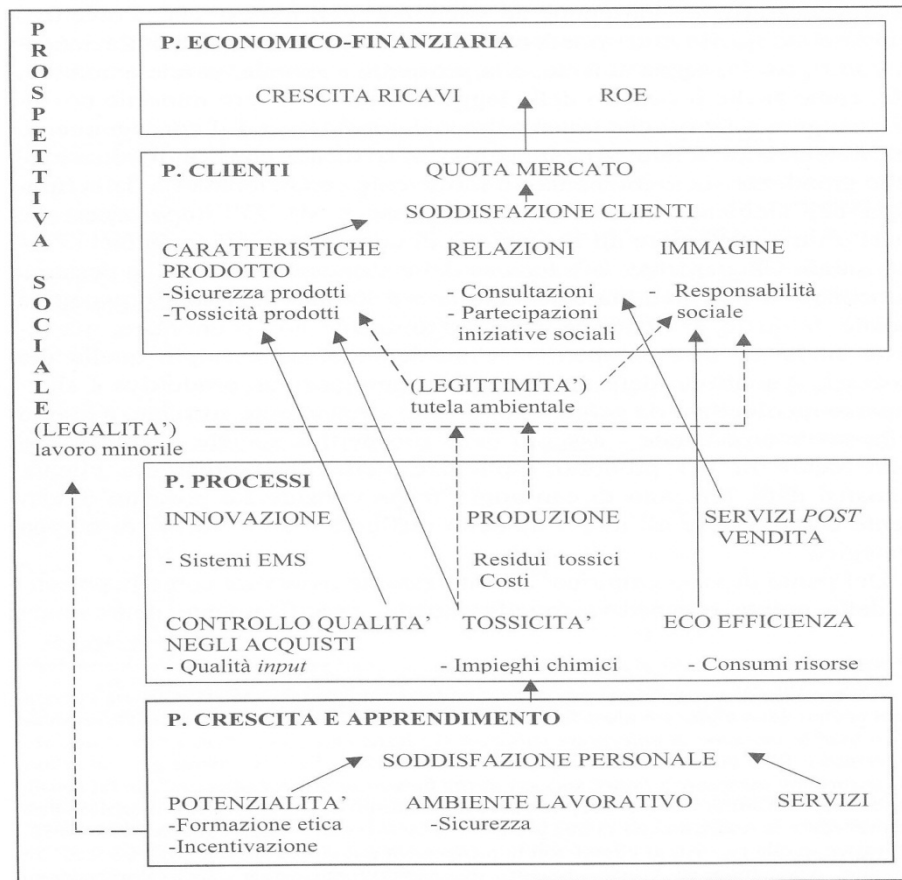 PROSPETTIVA SOCIALE
P. ECONOMICO-FINANZIARIA
CRESCITA RICAVI ROE
P. CLIENTI QUOTA MERCATO
SODDISFAZIONE CLIENTI
CARATTERISTICHE RELAZIONI IMMAGINE
PRODOTTO
-Sicurezza prodotti - Consultazioni - Responsabilità
-Tossicità prodotti - Partecipazioni sociale
iniziative sociali
(LEGITTIMITA’)
tutela ambientale
(LEGALITA’)
lavoro minorile
P. PROCESSI
INNOVAZIONE PRODUZIONE SERVIZI POST
VENDITA
- Sistemi EMS Residui tossici
Costi
CONTROLLO QUALITA’ TOSSICITA’ ECO EFFICIENZA
NEGLI ACQUISTI
- Qualità input - Impieghi chimici - Consumi risorse
P. CRESCITA E APPRENDIMENTO
SODDISFAZIONE PERSONALE
POTENZIALITA’ AMBIENTE LAVORATIVO SERVIZI
-Formazione etica -Sicurezza
-Incentivazione